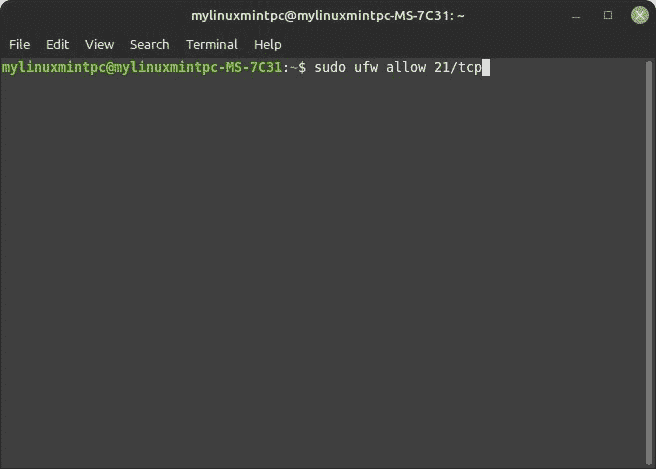 mylinuxmintpc@mylinuxmintpc-MS-7C31: ~
File Edit View Search Terminal Help
mylinuxmintpc@mylinuxmintpc-MS-7C31:~$ sudo ufw allow 21/tcp